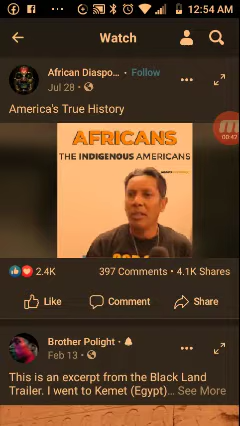 12:54 AM
Watch
African Diaspo... · Follow
Jul 28 ·
America's True History
AFRICANS
THE INDIGENOUS AMERICANS
00:47
2.4K
397 Comments • 4.1K Shares
Like
Comment
Share
Brother Polight ·
Feb 13 ·
This is an excerpt from the Black Land
Trailer. I went to Kemet (Egypt)... See More